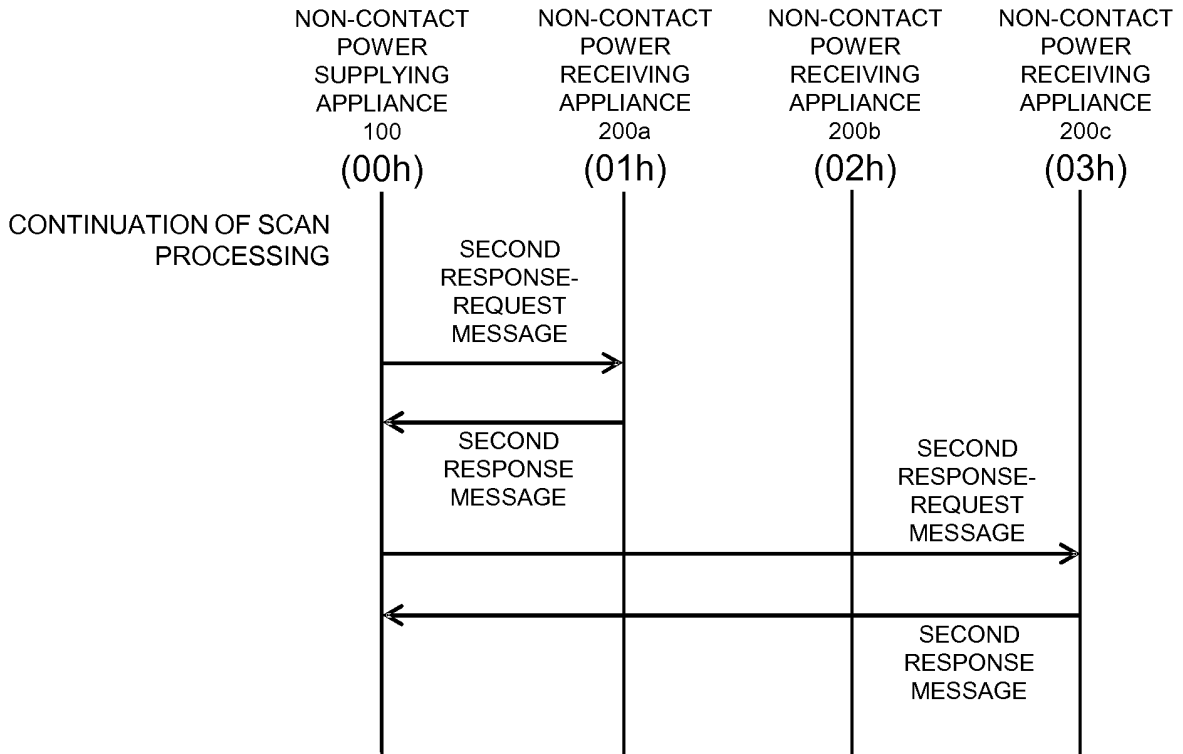 NON-CONTACT
POWER
SUPPLYING
APPLIANCE
100
(00h)
NON-CONTACT
POWER
RECEIVING
APPLIANCE
200a
(01h)
NON-CONTACT
POWER
RECEIVING
APPLIANCE
200b
(02h)
NON-CONTACT
POWER
RECEIVING
APPLIANCE
200c
(03h)
CONTINUATION OF SCAN
PROCESSING
SECOND
RESPONSE-
REQUEST
MESSAGE
SECOND
RESPONSE
MESSAGE
SECOND
RESPONSE-
REQUEST
MESSAGE
SECOND
RESPONSE
MESSAGE